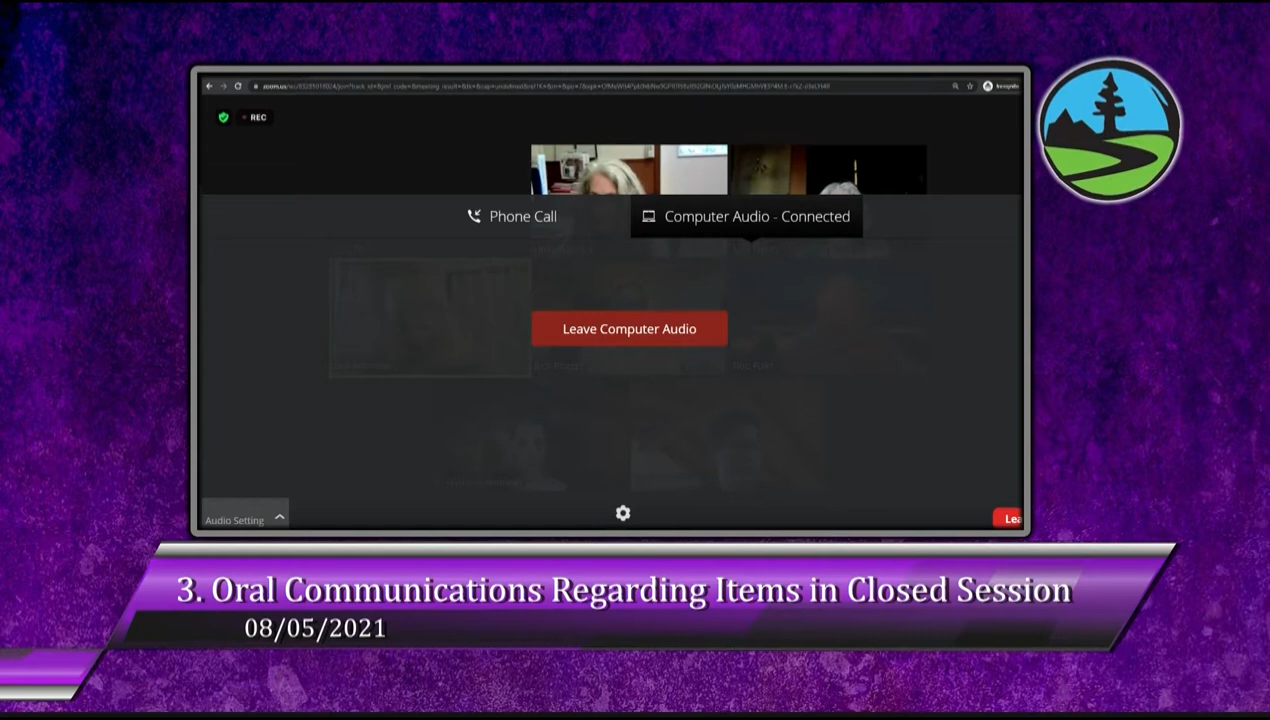 REC
Phone Call
Computer Audio - Connected
Leave Computer Audio
Audio Setting
Lea
3. Oral Communications Regarding Items in Closed Session
08/05/2021